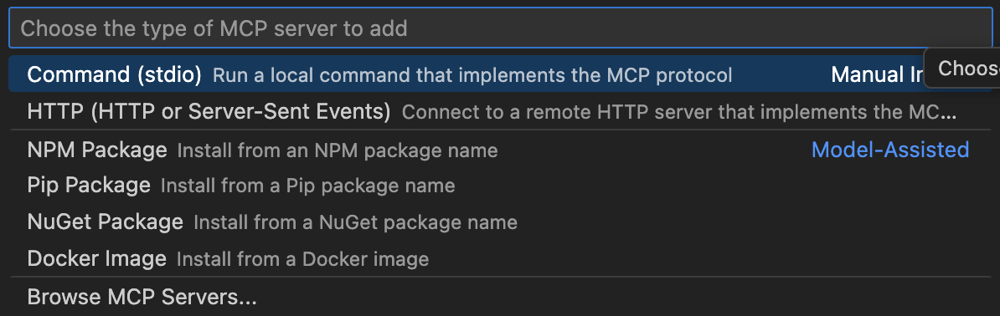 Choose the type of MCP server to add
Command (stdio) Run a local command that implements the MCP protocol Manual Choos
HTTP (HTTP or Server-Sent Events) Connect to a remote HTTP server that implements the MC...
NPM Package Install from an NPM package name Model-Assisted
Pip Package Install from a Pip package name
NuGet Package Install from a NuGet package name
Docker Image Install from a Docker image
Browse MCP Servers...